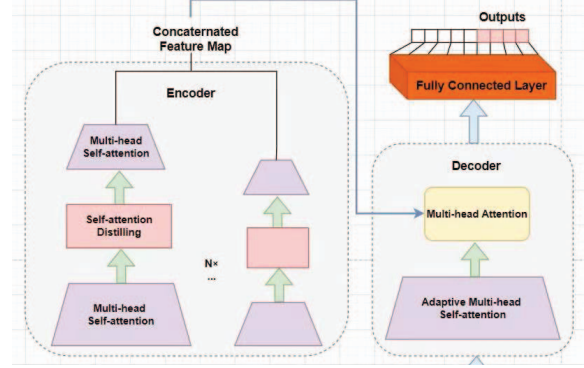 Outputs
Concaternated
Feature Map
Fully Connected Layer
Encoder
Multi-head
Self-attention
Decoder
Self-attention
Distilling
Multi-head Attention
N×
...
Multi-head
Self-attention
Adaptive Multi-head
Self-attention